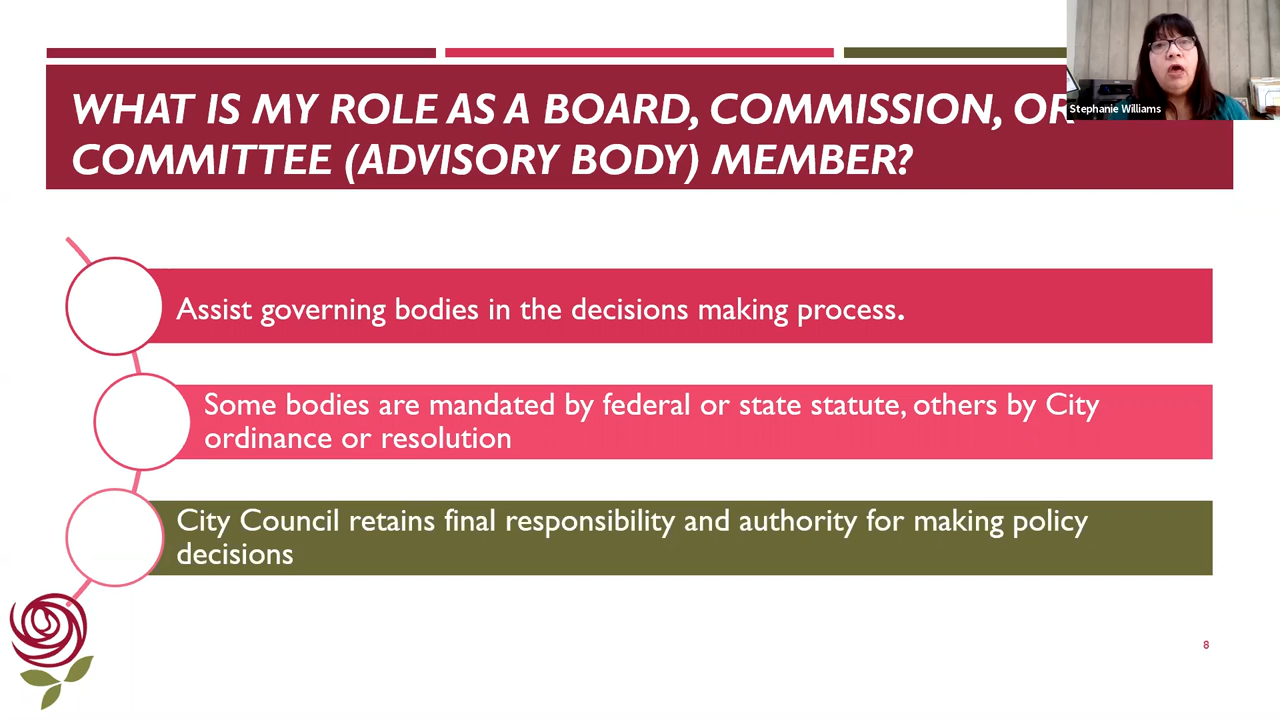 WHAT IS MY ROLE AS A BOARD, COMMISSION, OR
COMMITTEE (ADVISORY BODY) MEMBER?
Stephanie Williams
Assist governing bodies in the decisions making process.
Some bodies are mandated by federal or state statute, others by City
ordinance or resolution
City Council retains final responsibility and authority for making policy
decisions
8